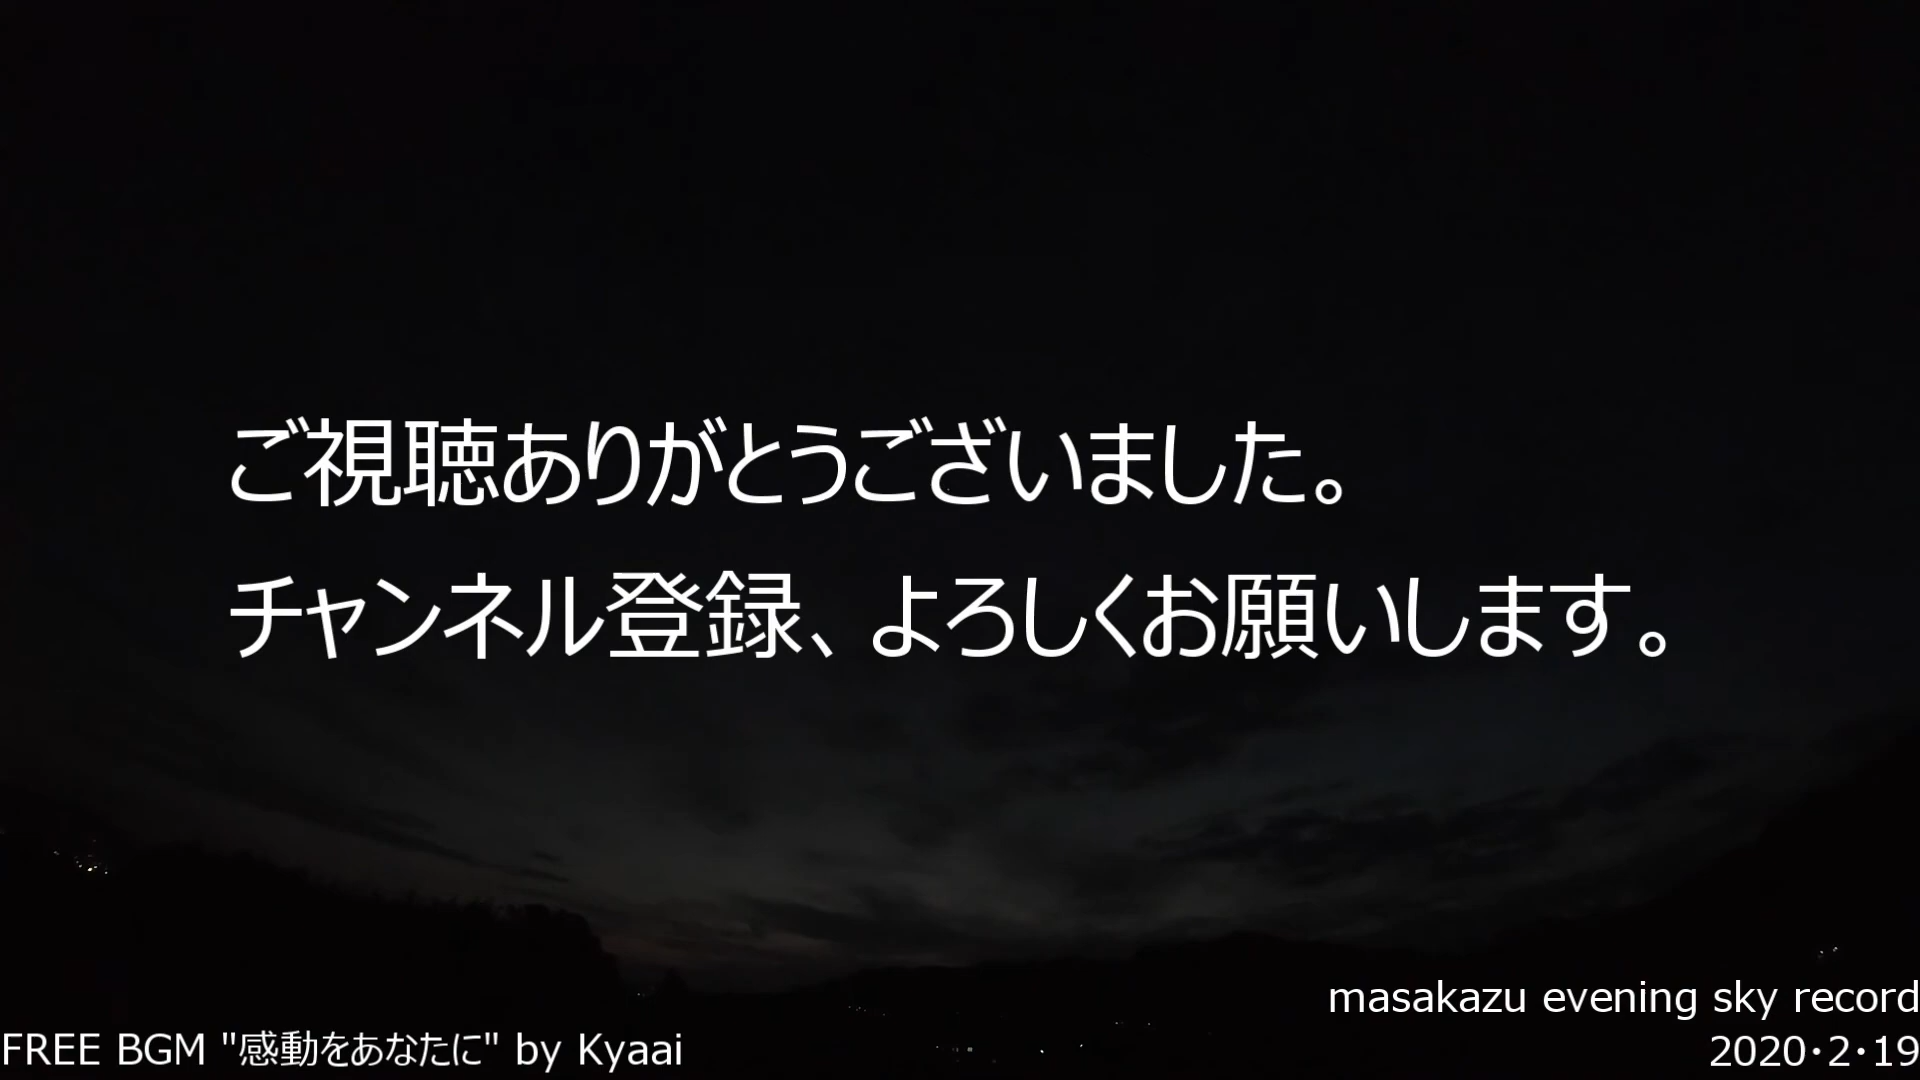 ご視聴ありがとうございました。
チャンネル登録、よろしくお願いします。
masakazu evening sky record
FREE BGM "感動をあなたに" by Kyaai
2020・2・19